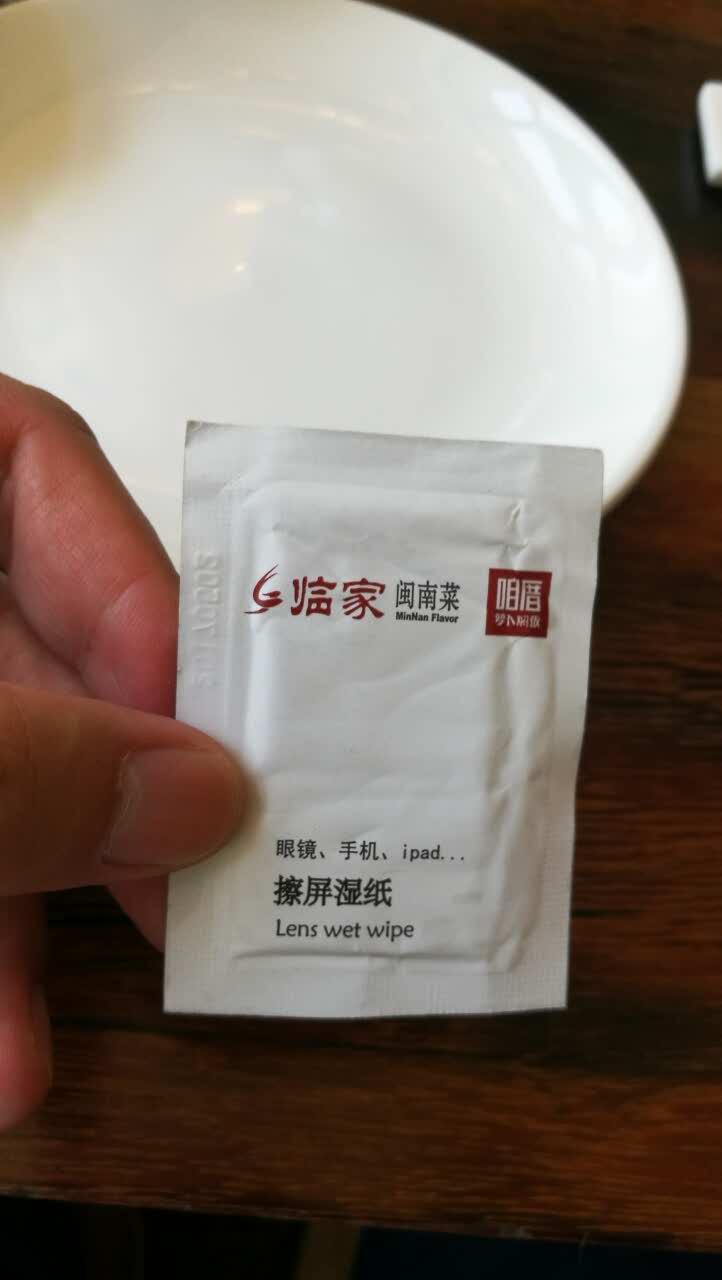 临家 闽南菜
MinNan Flavor
咱厝
眼镜、手机、ipad...
擦屏湿纸
Lens wet wipe